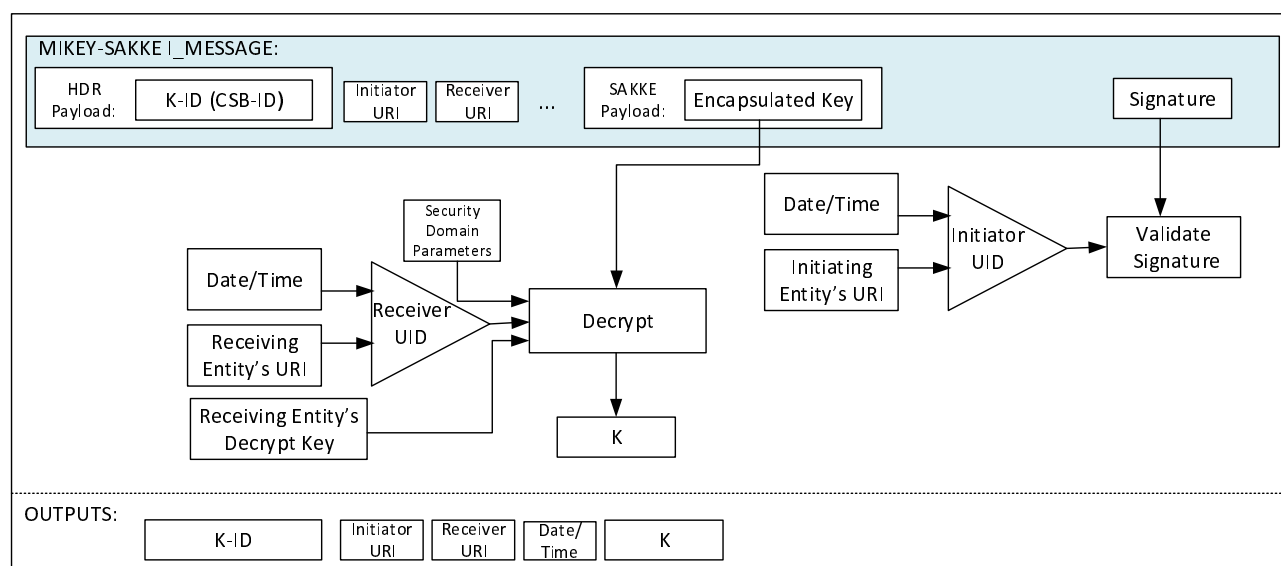 MIKEY-SAKKE I_MESSAGE:
HDR
Payload:
K-ID (CSB-ID)
Initiator
URI
Receiver
URI
...
SAKKE
Payload:
Encapsulated Key
Signature
Date/Time
Initiating
Entity's URI
Initiator
UID
Validate
Signature
Security
Domain
Parameters
Date/Time
Receiving
Entity's URI
Receiver
UID
Decrypt
Receiving Entity's
Decrypt Key
K
OUTPUTS:
K-ID
Initiator
URI
Receiver
URI
Date/
Time
K